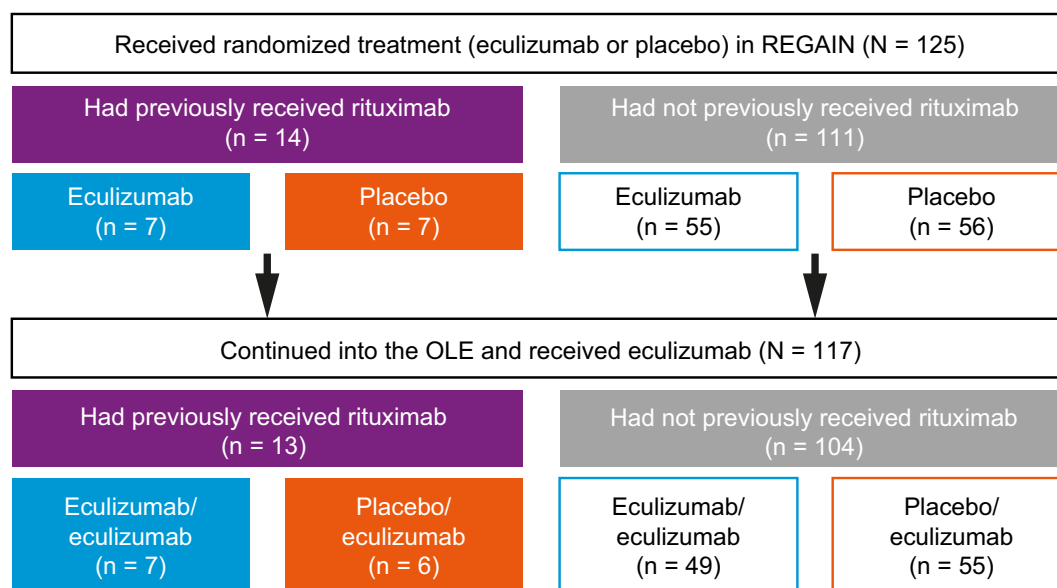 Received randomized treatment (eculizumab or placebo) in REGAIN (N = 125)
Had previously received rituximab
(n = 14)
Had not previously received rituximab
(n = 111)
Eculizumab
(n = 7)
Placebo
(n = 7)
Eculizumab
(n = 55)
Placebo
(n = 56)
Continued into the OLE and received eculizumab (N = 117)
Had previously received rituximab
(n = 13)
Had not previously received rituximab
(n = 104)
Eculizumab/
eculizumab
(n = 7)
Placebo/
eculizumab
(n = 6)
Eculizumab/
eculizumab
(n = 49)
Placebo/
eculizumab
(n = 55)